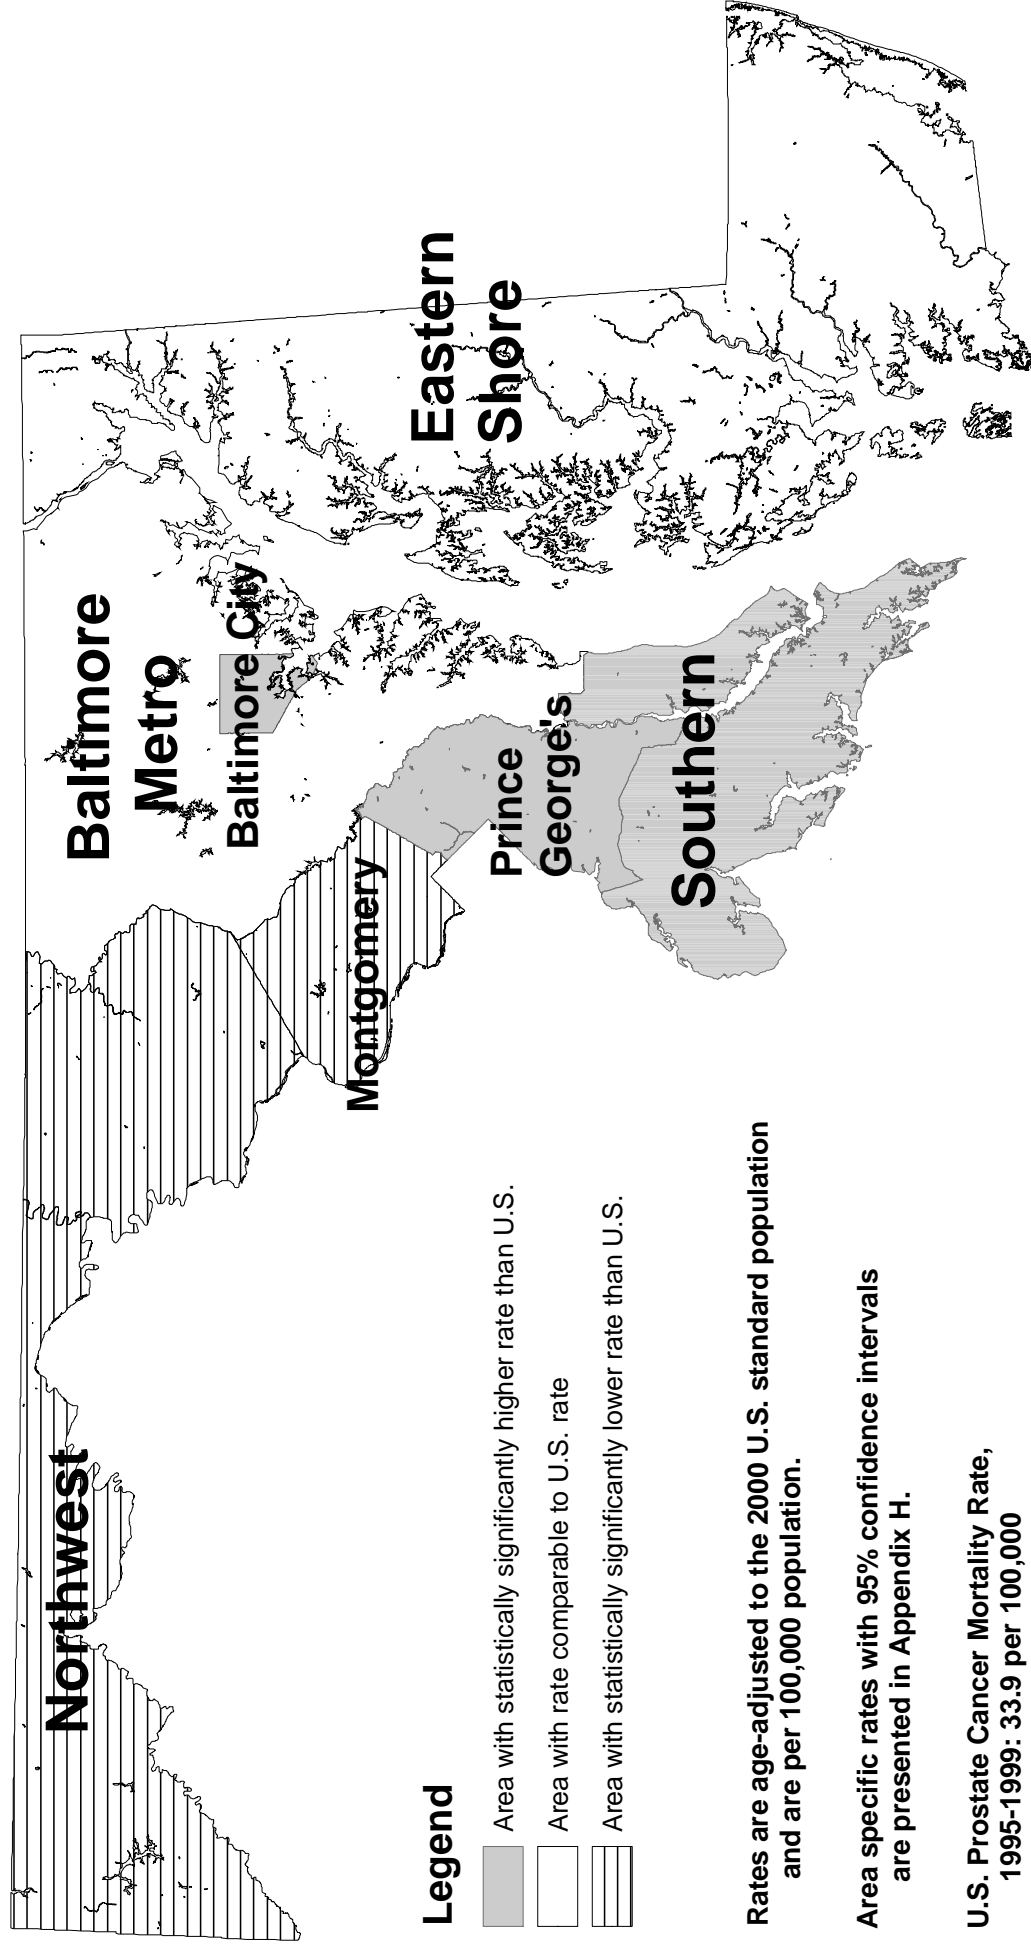 Baltimore
Metro
Baltimore City
Northwest
Montgomery
Eastern
Shore
Prince
George's
Southern
Legend
Area with statistically significantly higher rate than U.S.
Area with rate comparable to U.S. rate
Area with statistically significantly lower rate than U.S.
Rates are age-adjusted to the 2000 U.S. standard population
and are per 100,000 population.
Area specific rates with 95% confidence intervals
are presented in Appendix H.
U.S. Prostate Cancer Mortality Rate,
1995-1999: 33.9 per 100,000